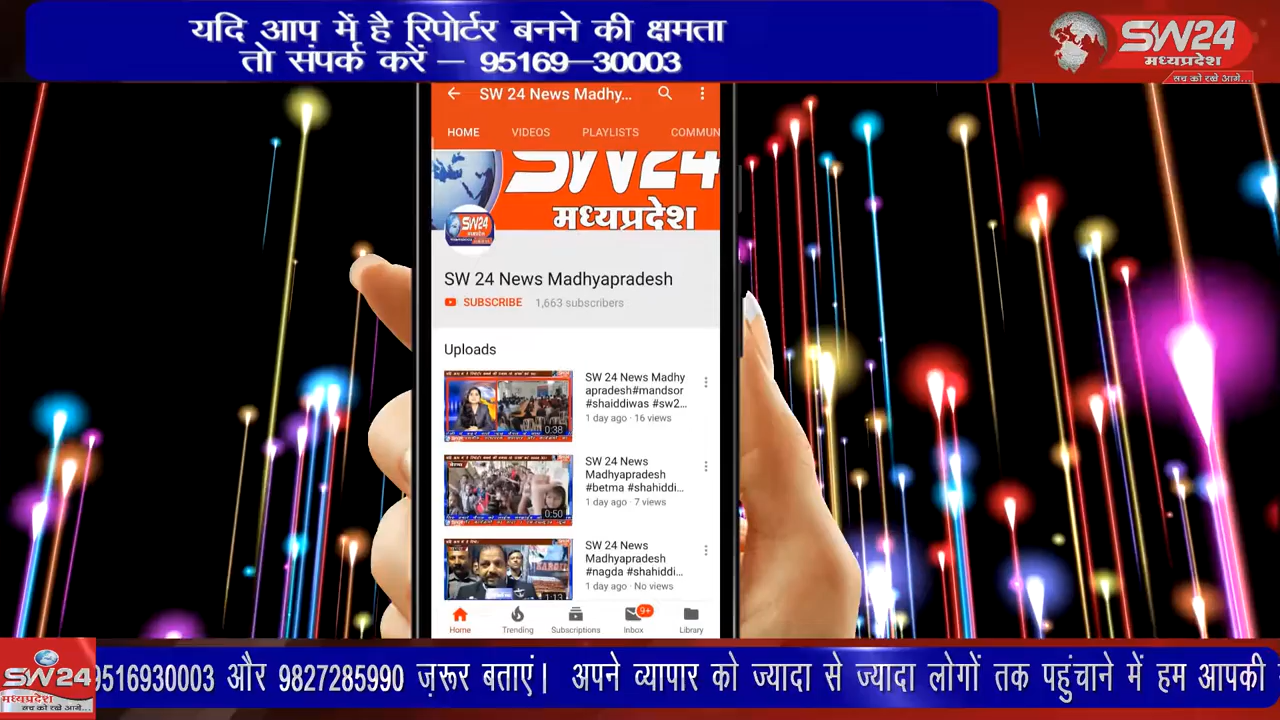 यदि आप में है रिपोर्टर बनने की क्षमता
तो संपर्क करें – 95169–30003
SW24
मध्यप्रदेश
सच को रखे आगे...
SW 24 News Madhy...
HOME VIDEOS PLAYLISTS COMMUN
SW24
मध्यप्रदेश
SW24
SW 24 News Madhyapradesh
SUBSCRIBE 1,663 subscribers
Uploads
SW 24 News Madhy
apradesh#mandsor
#shaiddiwas #sw2...
1 day ago · 16 views
0:38
SW 24 News
Madhyapradesh
#betma #shahiddi...
1 day ago · 7 views
0:50
SW 24 News
Madhyapradesh
#nagda #shahiddi...
1 day ago · No views
1:13
9+
Home Trending Subscriptions Inbox Library
SW24
मध्यप्रदेश
सच को रखे आगे...
9516930003 और 9827285990 ज़रूर बताएं। अपने व्यापार को ज्यादा से ज्यादा लोगों तक पहुंचाने में हम आपकी